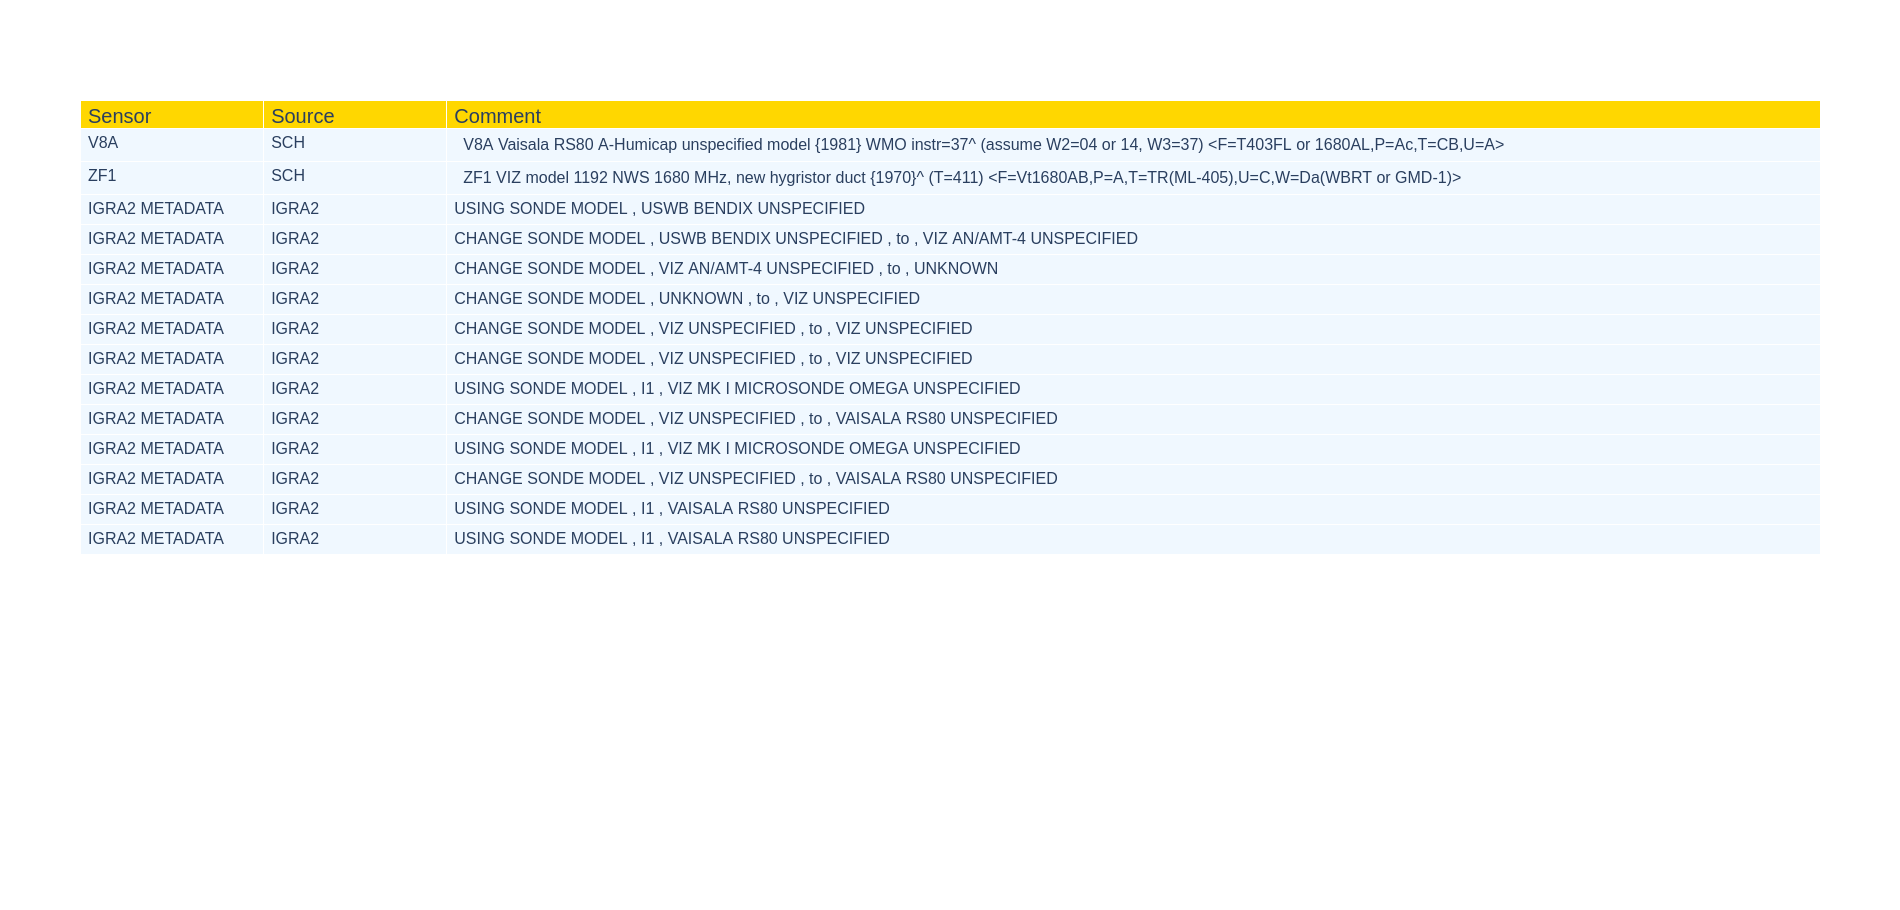 Sensor Source Comment
V8A SCH V8A Vaisala RS80 A-Humicap unspecified model {1981} WMO instr=37^ (assume W2=04 or 14, W3=37) <F=T403FL or 1680AL,P=Ac,T=CB,U=A>
ZF1 SCH ZF1 VIZ model 1192 NWS 1680 MHz, new hygristor duct {1970}^ (T=411) <F=Vt1680AB,P=A,T=TR(ML-405),U=C,W=Da(WBRT or GMD-1)>
IGRA2 METADATA IGRA2 USING SONDE MODEL , USWB BENDIX UNSPECIFIED
IGRA2 METADATA IGRA2 CHANGE SONDE MODEL , USWB BENDIX UNSPECIFIED , to , VIZ AN/AMT-4 UNSPECIFIED
IGRA2 METADATA IGRA2 CHANGE SONDE MODEL , VIZ AN/AMT-4 UNSPECIFIED , to , UNKNOWN
IGRA2 METADATA IGRA2 CHANGE SONDE MODEL , UNKNOWN , to , VIZ UNSPECIFIED
IGRA2 METADATA IGRA2 CHANGE SONDE MODEL , VIZ UNSPECIFIED , to , VIZ UNSPECIFIED
IGRA2 METADATA IGRA2 CHANGE SONDE MODEL , VIZ UNSPECIFIED , to , VIZ UNSPECIFIED
IGRA2 METADATA IGRA2 USING SONDE MODEL , I1 , VIZ MK I MICROSONDE OMEGA UNSPECIFIED
IGRA2 METADATA IGRA2 CHANGE SONDE MODEL , VIZ UNSPECIFIED , to , VAISALA RS80 UNSPECIFIED
IGRA2 METADATA IGRA2 USING SONDE MODEL , I1 , VIZ MK I MICROSONDE OMEGA UNSPECIFIED
IGRA2 METADATA IGRA2 CHANGE SONDE MODEL , VIZ UNSPECIFIED , to , VAISALA RS80 UNSPECIFIED
IGRA2 METADATA IGRA2 USING SONDE MODEL , I1 , VAISALA RS80 UNSPECIFIED
IGRA2 METADATA IGRA2 USING SONDE MODEL , I1 , VAISALA RS80 UNSPECIFIED